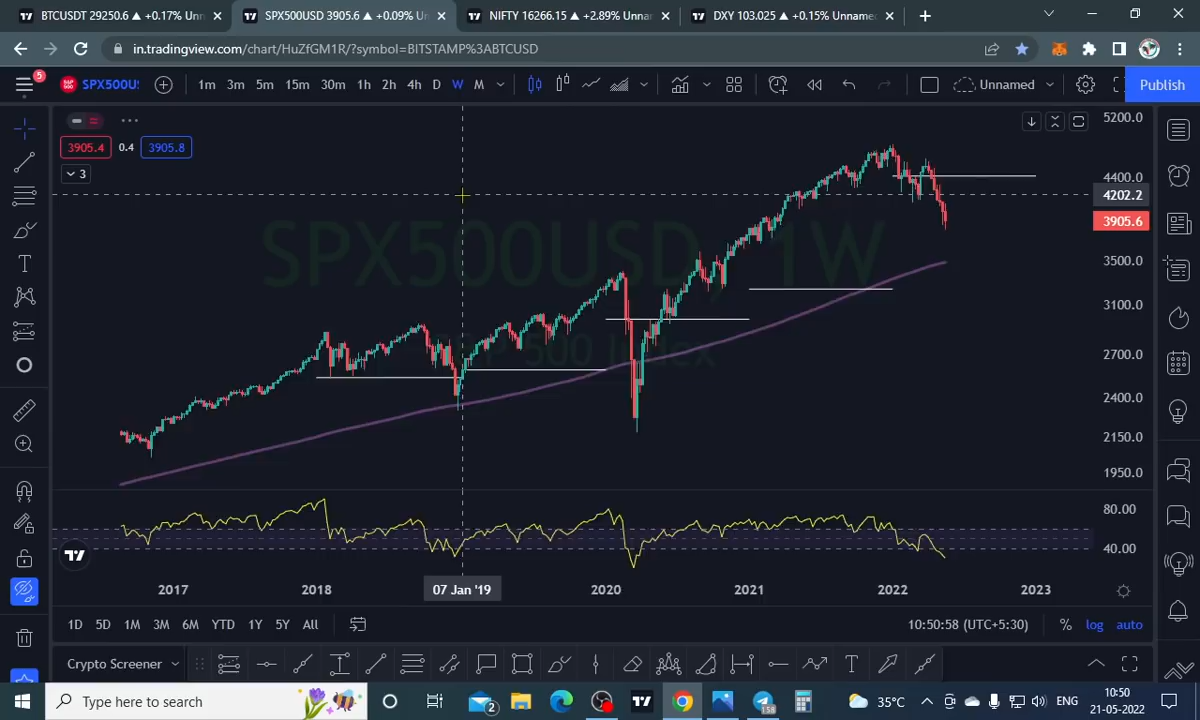 BTCUSDT 29250.6 ▲ +0.17% Unn
SPX500USD 3905.6 ▲ +0.09% Un
NIFTY 16266.15 ▲ +2.89% Unnar
DXY 103.025 ▲ +0.15% Unname
in.tradingview.com/chart/HuZfGM1R/?symbol=BITSTAMP%3ABTCUSD
5
SPX500U
1m 3m 5m 15m 30m 1h 2h 4h D W M
Unnamed
Publish
3905.4 0.4 3905.8
3
SPX500USD, 1W
S&P 500 Index
5200.0
4400.0
4202.2
3905.6
3500.0
3100.0
2700.0
2400.0
2150.0
1950.0
80.00
40.00
2017 2018 07 Jan '19 2020 2021 2022 2023
1D 5D 1M 3M 6M YTD 1Y 5Y All
10:50:58 (UTC+5:30) % log auto
Crypto Screener
Type here to search
2
158
35°C
ENG
10:50
21-05-2022